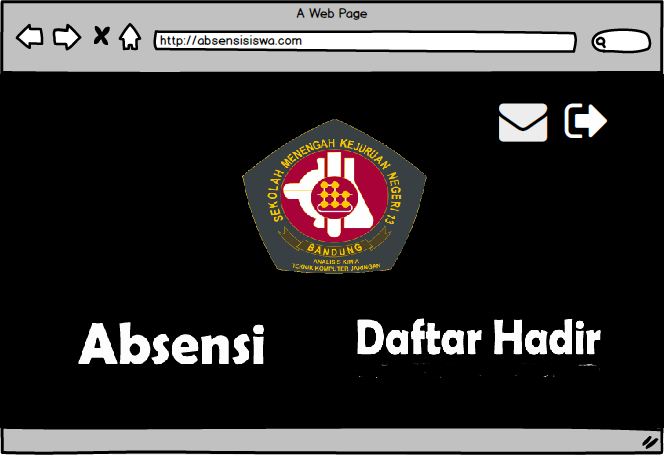 A Web Page
http://absensisiswa.com
SEKOLAH MENENGAH KEJURUAN NEGERI 13
BANDUNG
ANALISIS KIMIA
TEKNIK KOMPUTER JARINGAN
Absensi
Daftar Hadir